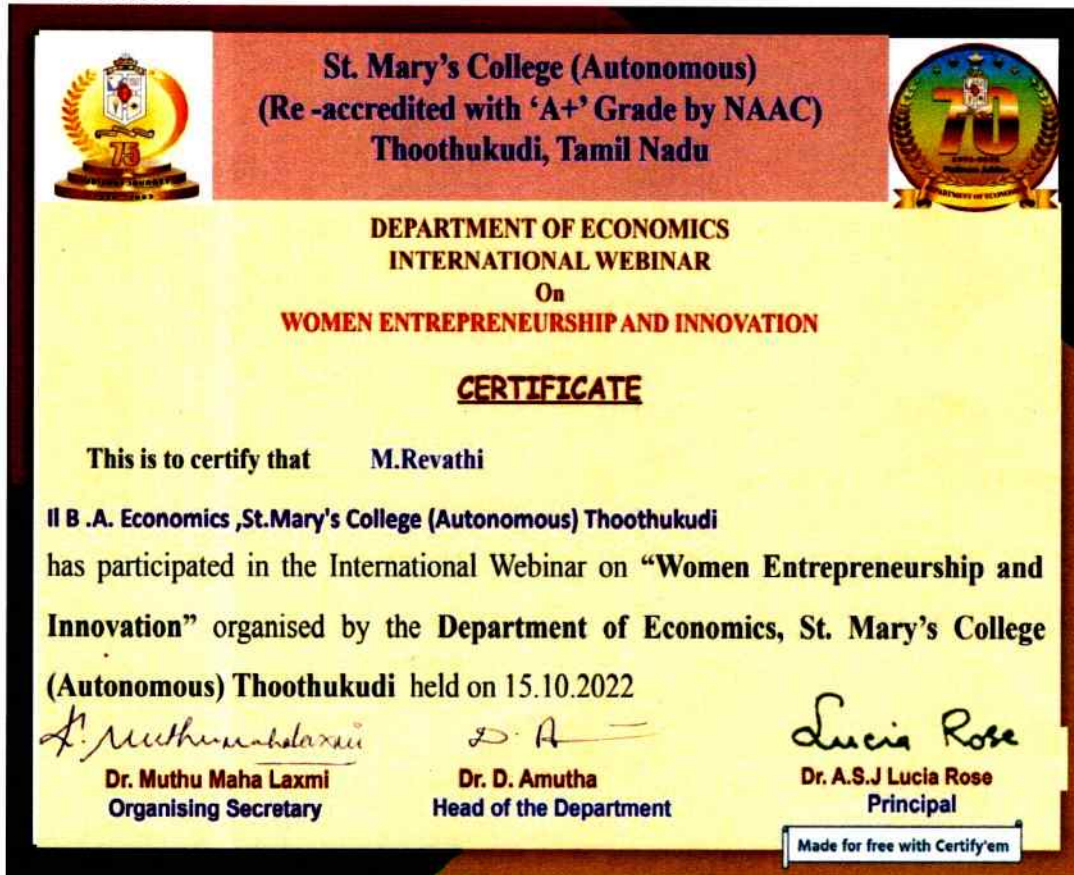 St. Mary's College (Autonomous)
(Re -accredited with ‘A+’ Grade by NAAC)
Thoothukudi, Tamil Nadu
75
70
DEPARTMENT OF ECONOMICS
INTERNATIONAL WEBINAR
On
WOMEN ENTREPRENEURSHIP AND INNOVATION
CERTIFICATE
This is to certify that M.Revathi
II B .A. Economics ,St.Mary's College (Autonomous) Thoothukudi
has participated in the International Webinar on “Women Entrepreneurship and
Innovation” organised by the Department of Economics, St. Mary’s College
(Autonomous) Thoothukudi held on 15.10.2022
Lucia Rose
Dr. Muthu Maha Laxmi
Organising Secretary
Dr. D. Amutha
Head of the Department
Dr. A.S.J Lucia Rose
Principal
Made for free with Certify'em